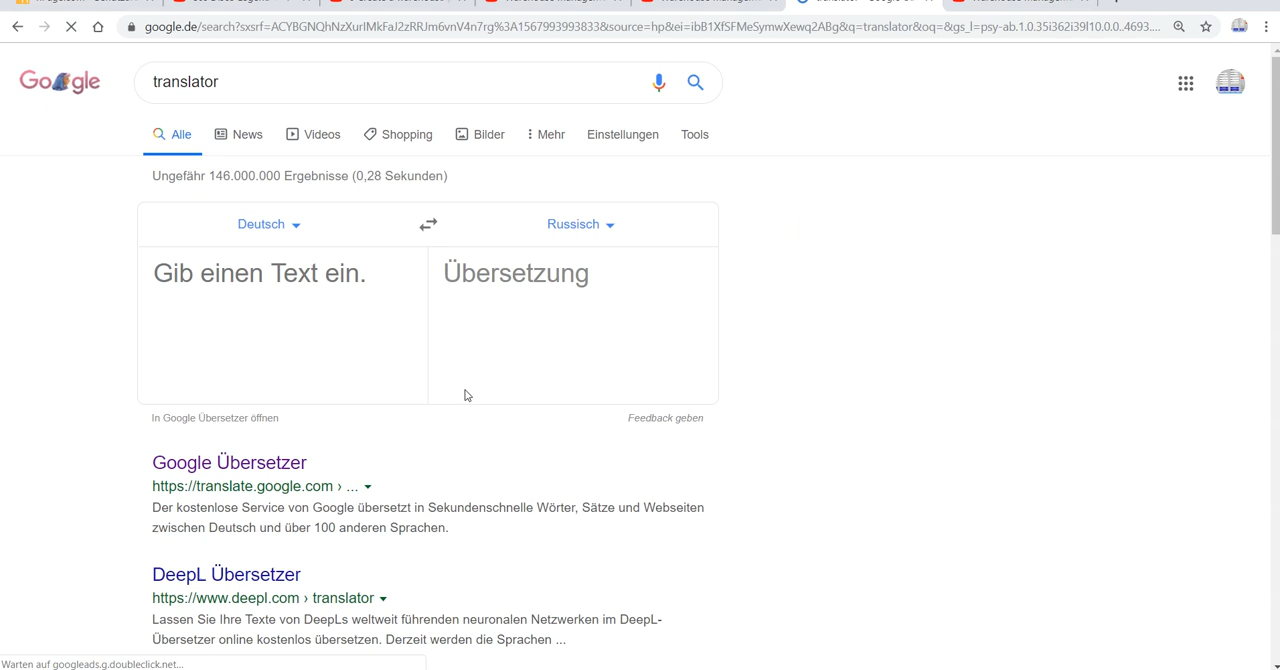 google.de/search?sxsrf=ACYBGNQhNzXurIMkFaJ2zRRJm6vnV4n7rg%3A1567993993833&source=hp&ei=ibB1XfSFMeSymwXewq2ABg&q=translator&oq=&gs_l=psy-ab.1.0.35i362i39l10.0.0..4693....
Google
translator
Alle
News
Videos
Shopping
Bilder
Mehr
Einstellungen
Tools
Ungefähr 146.000.000 Ergebnisse (0,28 Sekunden)
Deutsch
Russisch
Gib einen Text ein.
Übersetzung
In Google Übersetzer öffnen
Feedback geben
Google Übersetzer
https://translate.google.com › ...
Der kostenlose Service von Google übersetzt in Sekundenschnelle Wörter, Sätze und Webseiten
zwischen Deutsch und über 100 anderen Sprachen.
DeepL Übersetzer
https://www.deepl.com › translator
Lassen Sie Ihre Texte von DeepLs weltweit führenden neuronalen Netzwerken im DeepL-
Übersetzer online kostenlos übersetzen. Derzeit werden die Sprachen ...
Warten auf googleads.g.doubleclick.net...